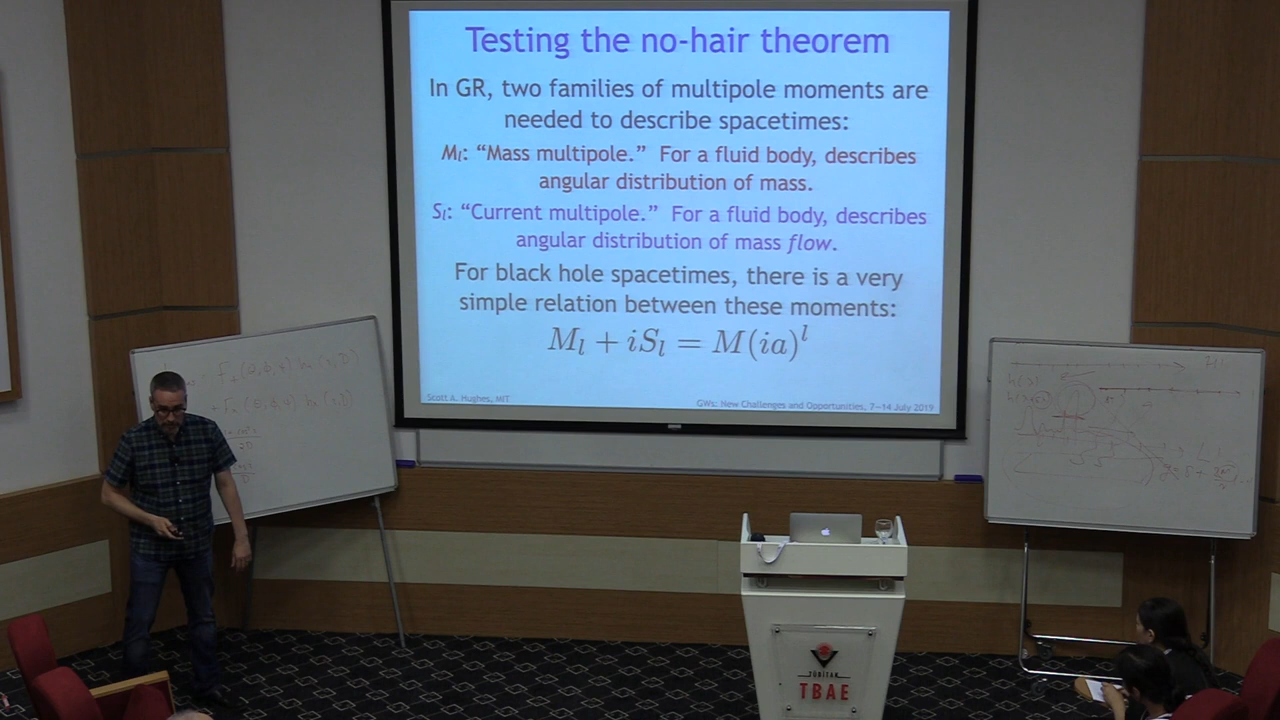 Testing the no-hair theorem
In GR, two families of multipole moments are
needed to describe spacetimes:
Mₗ: “Mass multipole.” For a fluid body, describes
angular distribution of mass.
Sₗ: “Current multipole.” For a fluid body, describes
angular distribution of mass flow.
For black hole spacetimes, there is a very
simple relation between these moments:
Mₗ + iSₗ = M(ia)ˡ
Scott A. Hughes, MIT
GWs: New Challenges and Opportunities, 7—14 July 2019
TÜBİTAK
TBAE